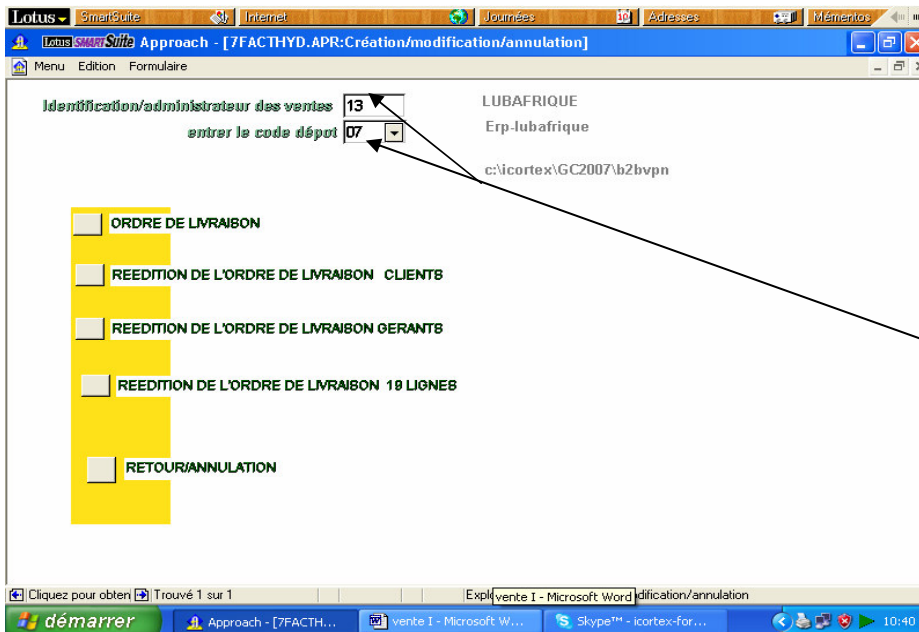 Lotus SmartSuite Internet Journées 10 Adresses Mémentos
Lotus SMARTSuite Approach - [7FACTHYD.APR:Création/modification/annulation]
Menu Edition Formulaire
Identification/administrateur des ventes 13 LUBAFRIQUE
entrer le code dépot 07 Erp-lubafrique
c:\icortex\GC2007\b2bvpn
ORDRE DE LIVRAISON
REEDITION DE L'ORDRE DE LIVRAISON CLIENTS
REEDITION DE L'ORDRE DE LIVRAISON GERANTS
REEDITION DE L'ORDRE DE LIVRAISON 19 LIGNES
RETOUR/ANNULATION
Cliquez pour obten Trouvé 1 sur 1 Expl vente I - Microsoft Word dification/annulation
démarrer Approach - [7FACTH... vente I - Microsoft W... Skype™ - icortex-for... 10:40